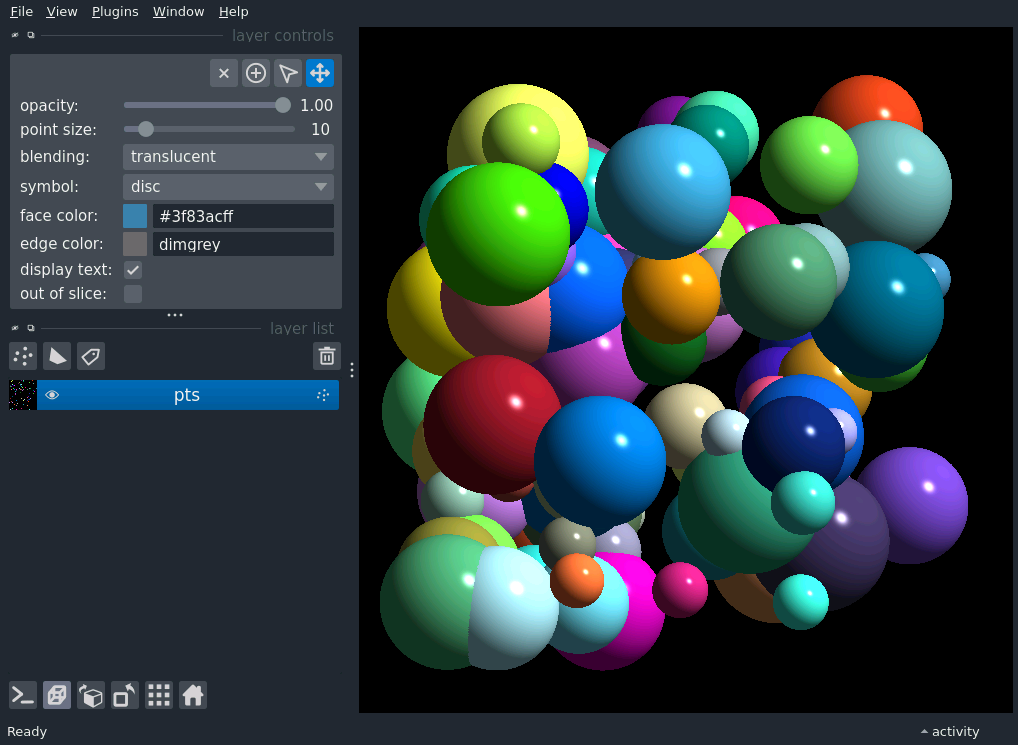 File View Plugins Window Help
layer controls
opacity: 1.00
point size: 10
blending: translucent
symbol: disc
face color: #3f83acff
edge color: dimgrey
display text:
out of slice:
layer list
pts
Ready
activity